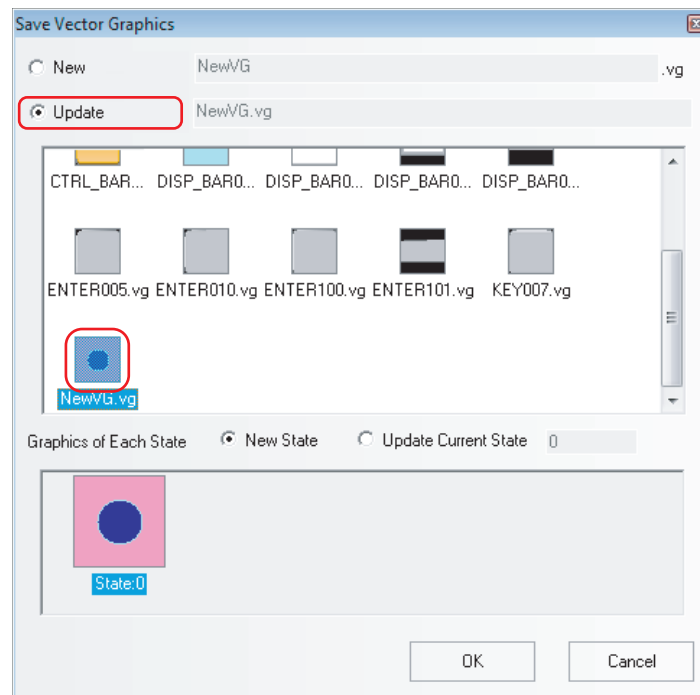 Save Vector Graphics
New NewVG .vg
Update NewVG.vg
CTRL_BAR... DISP_BAR0... DISP_BAR0... DISP_BAR0... DISP_BAR0...
ENTER005.vg ENTER010.vg ENTER100.vg ENTER101.vg KEY007.vg
NewVG.vg
Graphics of Each State New State Update Current State 0
State:0
OK Cancel